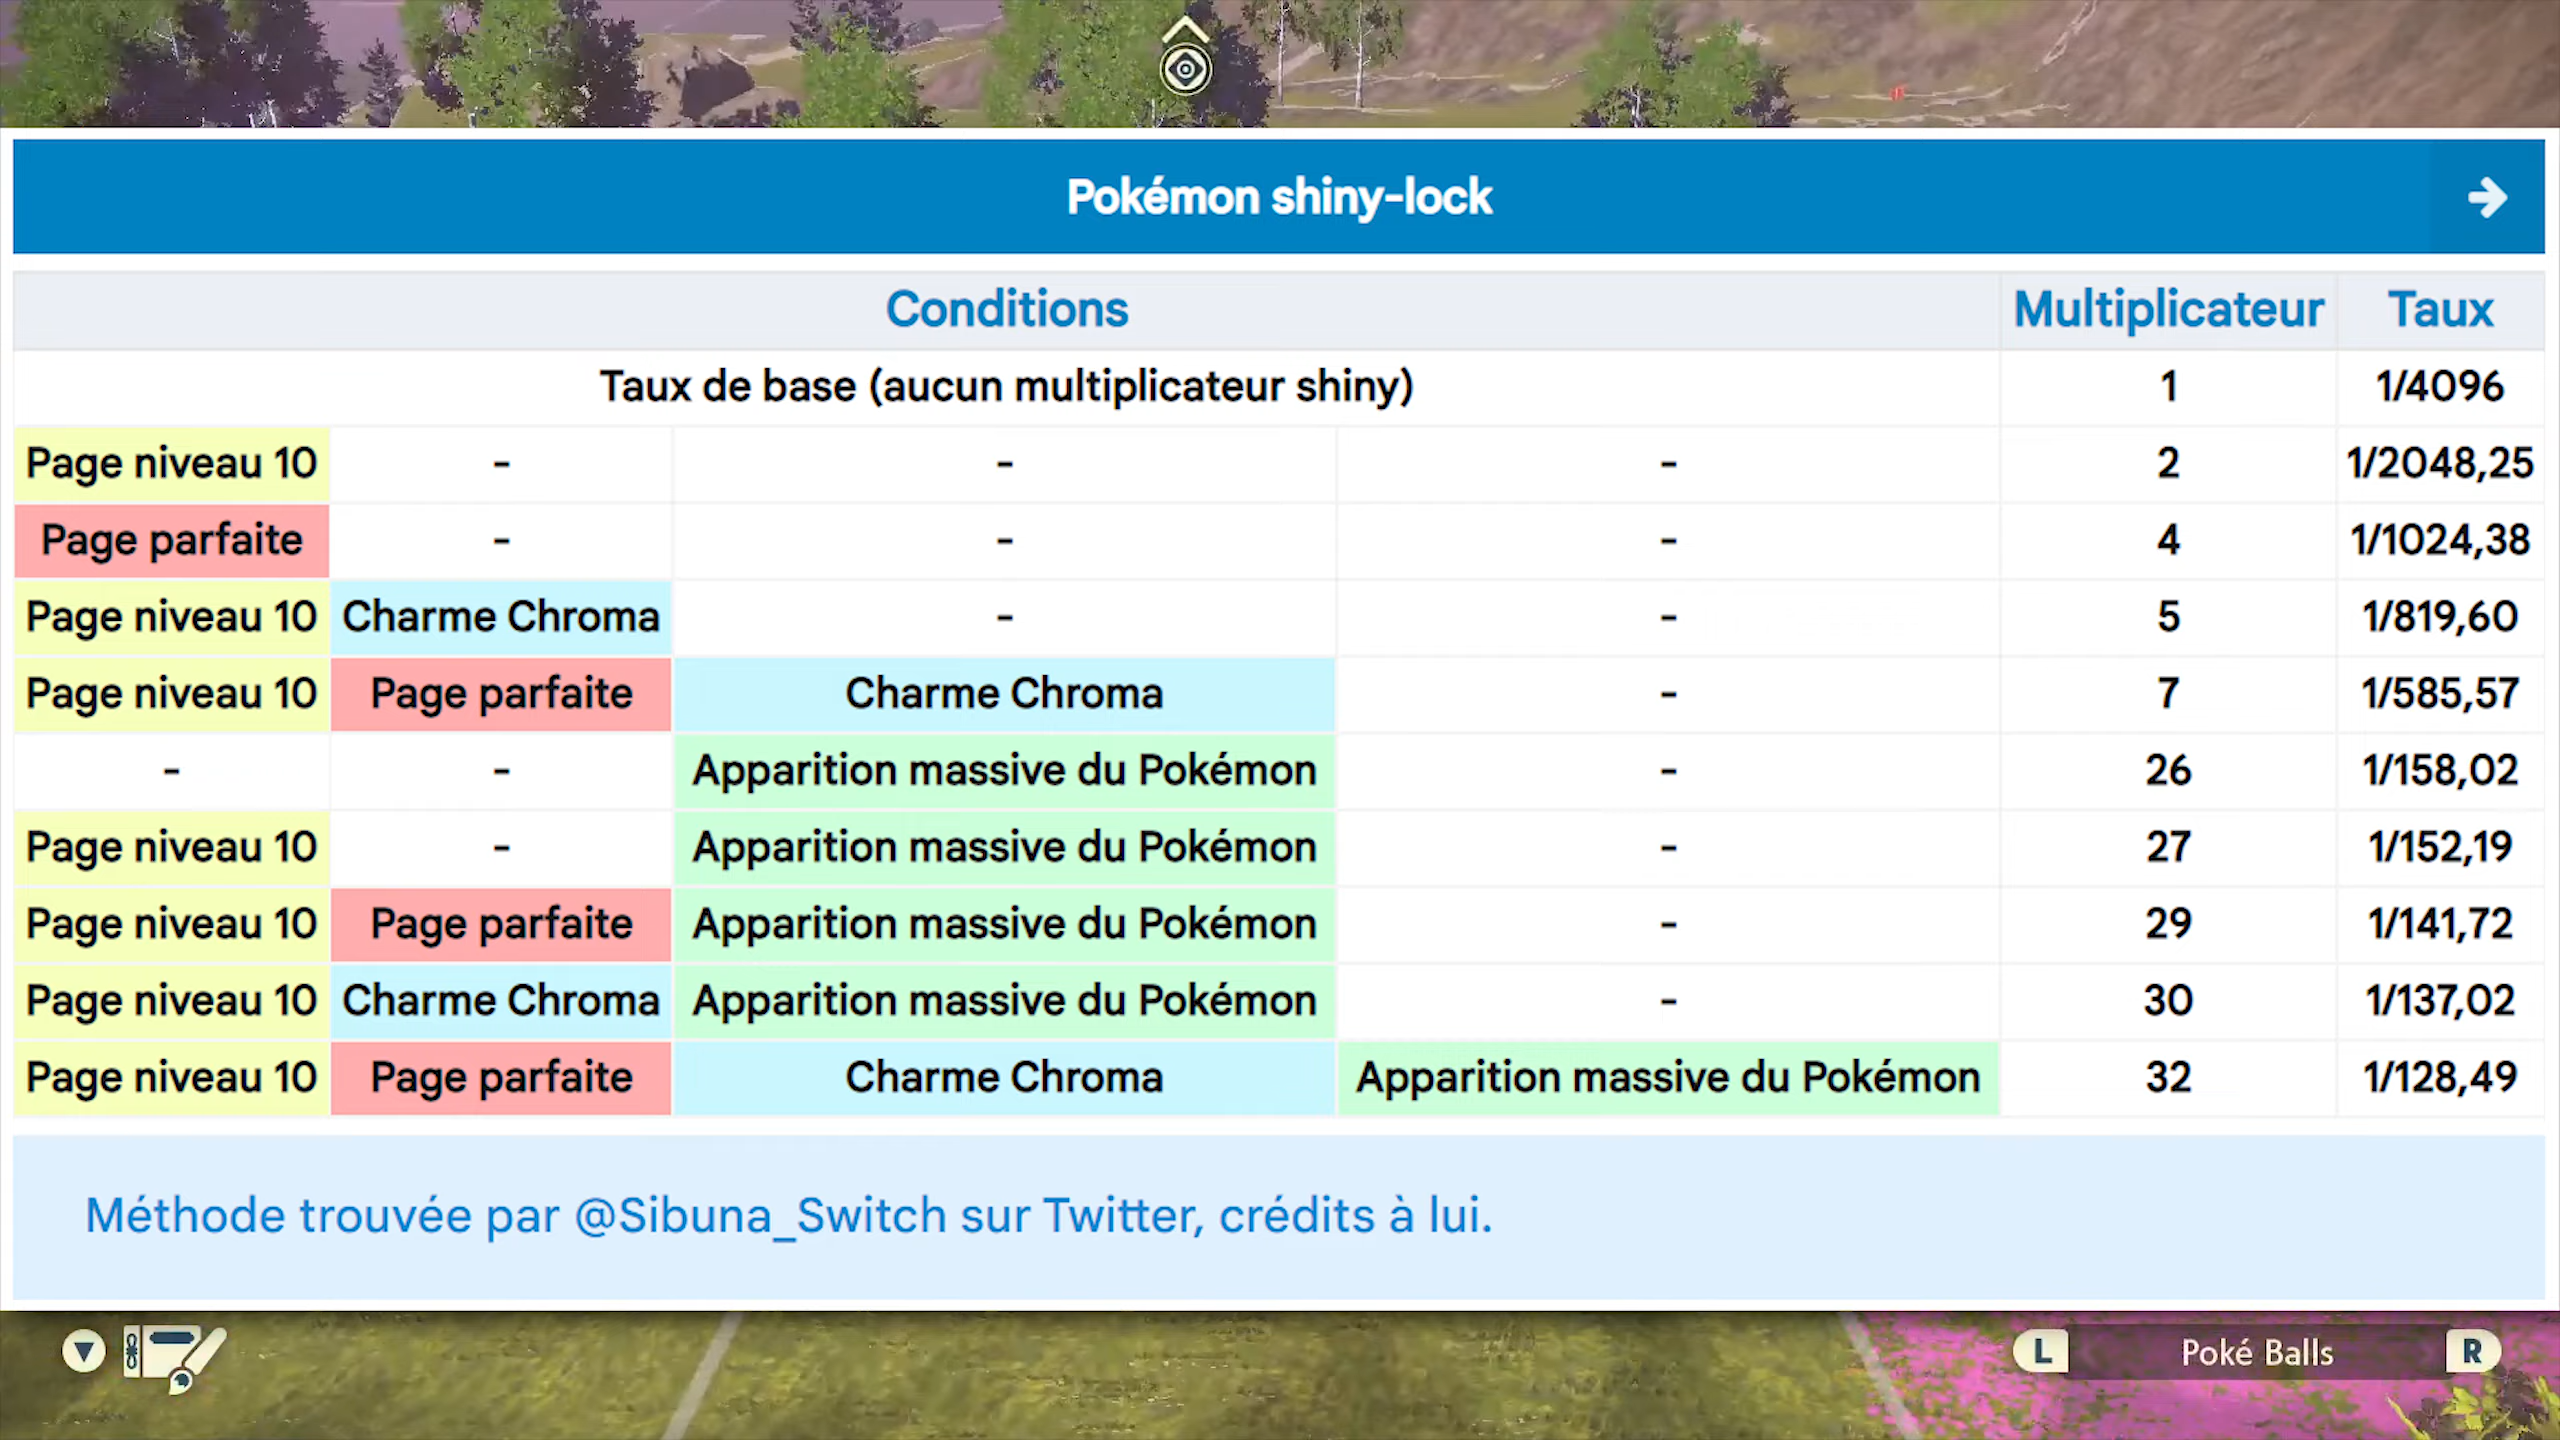 Pokémon shiny-lock
Conditions Multiplicateur Taux
Taux de base (aucun multiplicateur shiny) 1 1/4096
Page niveau 10 - - - 2 1/2048,25
Page parfaite - - - 4 1/1024,38
Page niveau 10 Charme Chroma - - 5 1/819,60
Page niveau 10 Page parfaite Charme Chroma - 7 1/585,57
- - Apparition massive du Pokémon - 26 1/158,02
Page niveau 10 - Apparition massive du Pokémon - 27 1/152,19
Page niveau 10 Page parfaite Apparition massive du Pokémon - 29 1/141,72
Page niveau 10 Charme Chroma Apparition massive du Pokémon - 30 1/137,02
Page niveau 10 Page parfaite Charme Chroma Apparition massive du Pokémon 32 1/128,49
Méthode trouvée par @Sibuna_Switch sur Twitter, crédits à lui.
L Poké Balls R